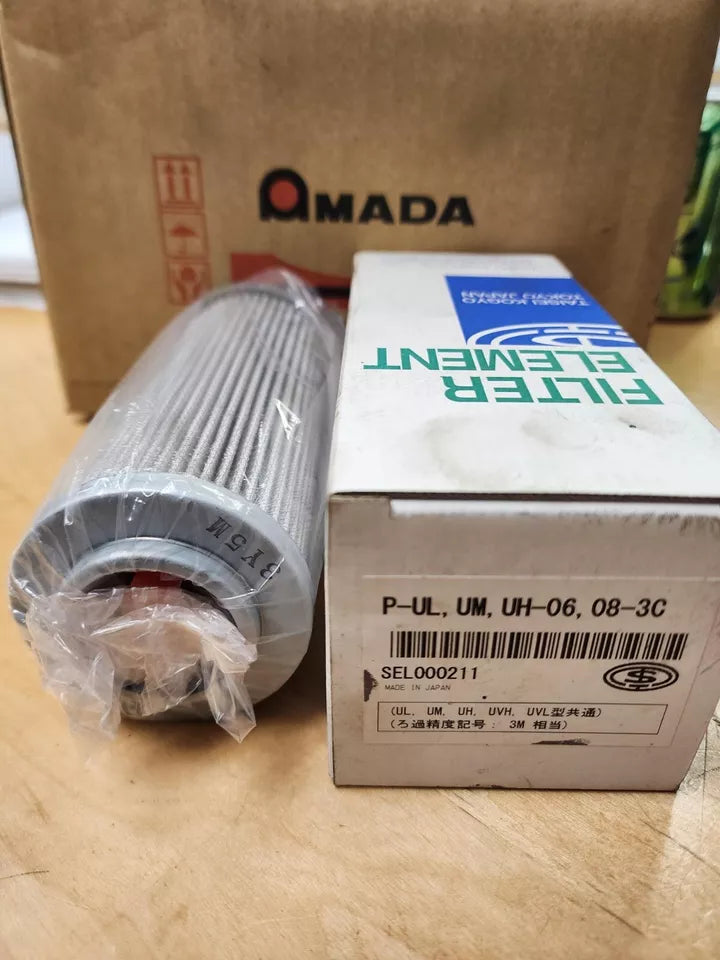 AMADA
TAISEI KOGYO
TOKYO JAPAN
FILTER
ELEMENT
3Y5M
P-UL, UM, UH-06, 08-3C
SEL000211
MADE IN JAPAN
(UL, UM, UH, UVH, UVL型共通)
(ろ過精度記号: 3M 相当)